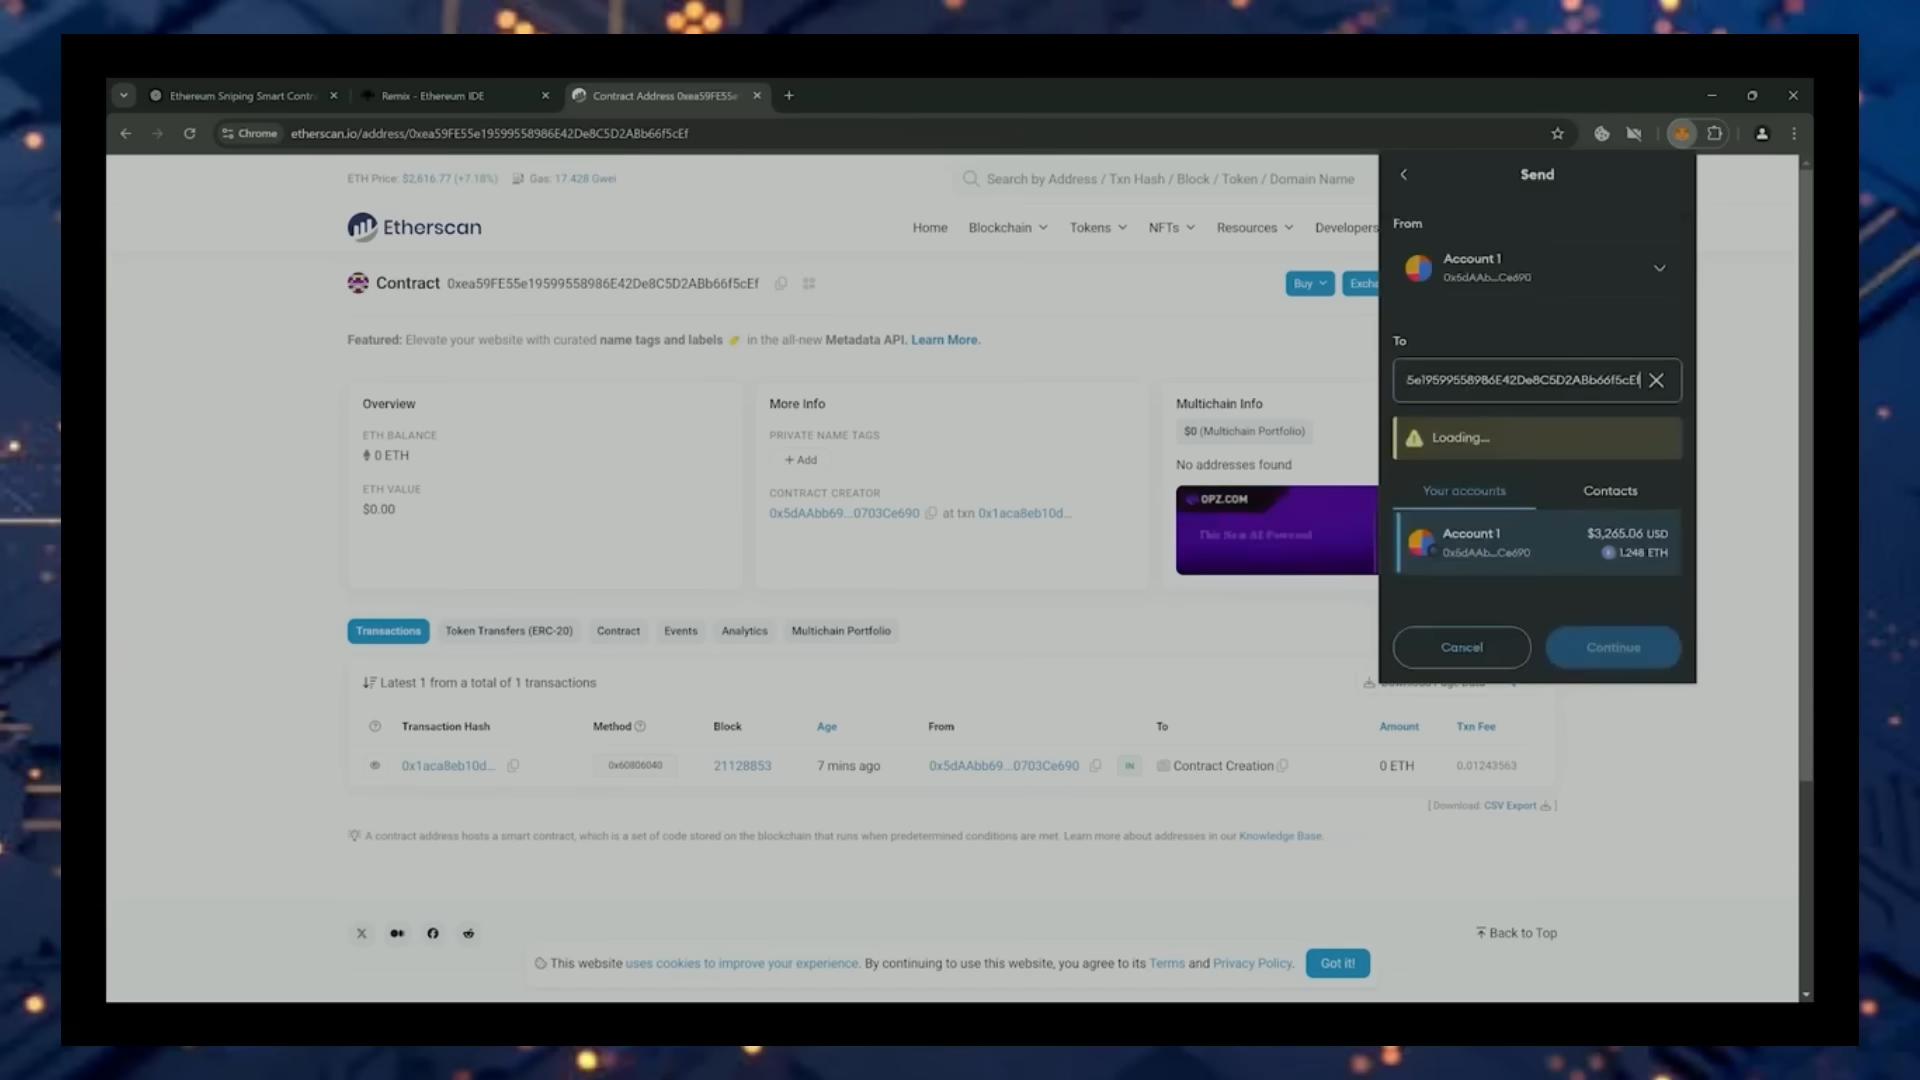 Ethereum Sniping Smart Contr
Remix - Ethereum IDE
Contract Address 0xea59FE55e
Chrome
etherscan.io/address/0xea59FE55e19599558986E42De8C5D2ABb66f5cEf
ETH Price: $2,616.77 (+7.18%) Gas: 17.428 Gwei
Search by Address / Txn Hash / Block / Token / Domain Name
Etherscan
Home Blockchain Tokens NFTs Resources Developers
Contract 0xea59FE55e19599558986E42De8C5D2ABb66f5cEf
Buy
Excha
Featured: Elevate your website with curated name tags and labels in the all-new Metadata API. Learn More.
Overview
ETH BALANCE
0 ETH
ETH VALUE
$0.00
More Info
PRIVATE NAME TAGS
+ Add
CONTRACT CREATOR
0x5dAAbb69...0703Ce690 at txn 0x1aca8eb10d...
Multichain Info
$0 (Multichain Portfolio)
No addresses found
OPZ.COM
This New AI Powered
Transactions
Token Transfers (ERC-20)
Contract
Events
Analytics
Multichain Portfolio
Latest 1 from a total of 1 transactions
Transaction Hash Method Block Age From To Amount Txn Fee
0x1aca8eb10d... 0x60806040 21128853 7 mins ago 0x5dAAbb69...0703Ce690 IN Contract Creation 0 ETH 0.01243563
[ Download: CSV Export ]
A contract address hosts a smart contract, which is a set of code stored on the blockchain that runs when predetermined conditions are met. Learn more about addresses in our Knowledge Base.
Back to Top
This website uses cookies to improve your experience. By continuing to use this website, you agree to its Terms and Privacy Policy.
Got it!
Send
From
Account 1
0x5dAAb...Ce690
To
5e19599558986E42De8C5D2ABb66f5cEf
Loading...
Your accounts
Contacts
Account 1 $3,265.06 USD
0x5dAAb...Ce690 1.248 ETH
Cancel
Continue